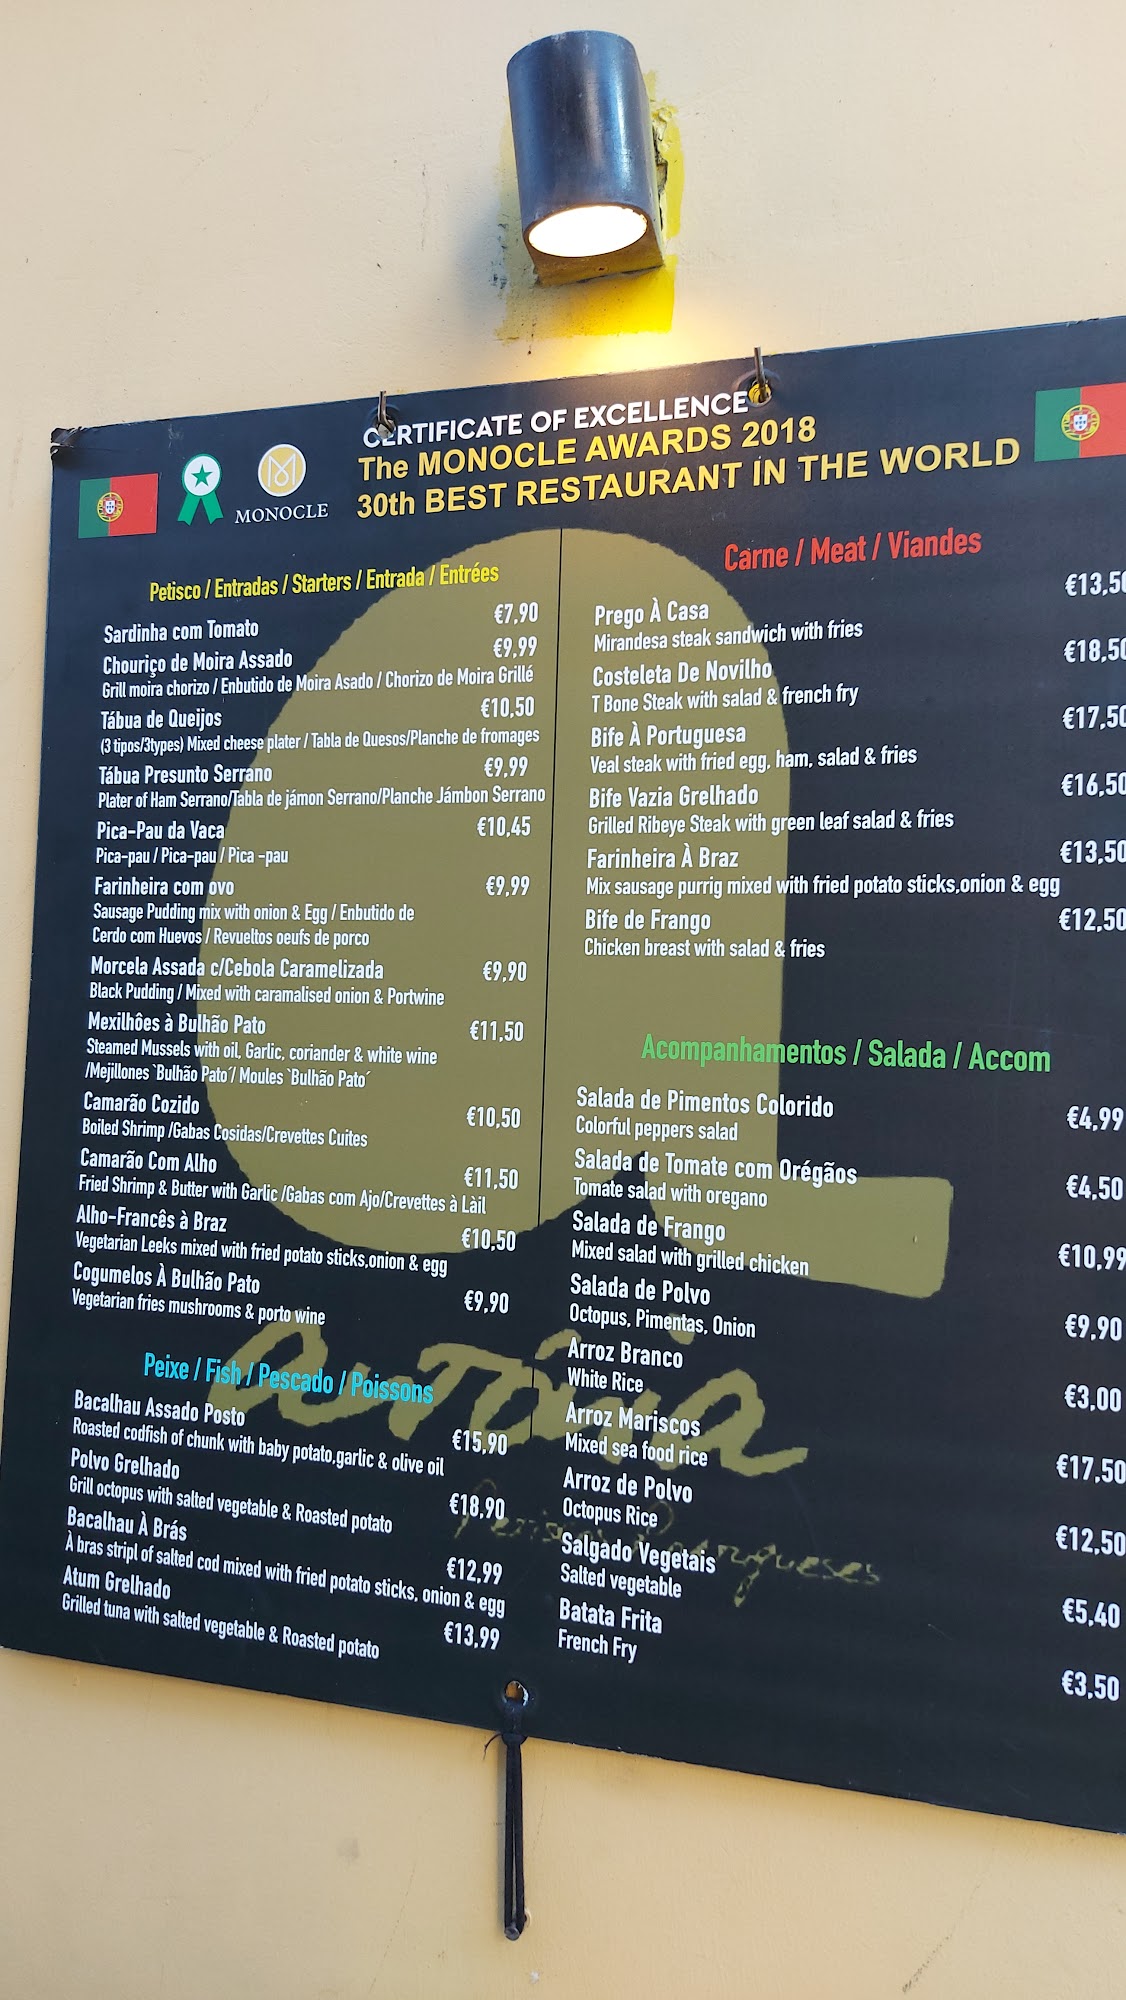 CERTIFICATE OF EXCELLENCE
The MONOCLE AWARDS 2018
30th BEST RESTAURANT IN THE WORLD
MONOCLE
Petisco / Entradas / Starters / Entrada / Entrées
Sardinha com Tomato €7,90
Chouriço de Moira Assado €9,99
Grill moira chorizo / Enbutido de Moira Asado / Chorizo de Moira Grillé
Tábua de Queijos €10,50
(3 tipos/3types) Mixed cheese plater / Tabla de Quesos/Planche de fromages
Tábua Presunto Serrano €9,99
Plater of Ham Serrano/Tabla de jámon Serrano/Planche Jámbon Serrano
Pica-Pau da Vaca €10,45
Pica-pau / Pica-pau / Pica -pau
Farinheira com ovo €9,99
Sausage Pudding mix with onion & Egg / Enbutido de
Cerdo com Huevos / Revueltos oeufs de porco
Morcela Assada c/Cebola Caramelizada €9,90
Black Pudding / Mixed with caramalised onion & Portwine
Mexilhões à Bulhão Pato €11,50
Steamed Mussels with oil, Garlic, coriander & white wine
/Mejillones `Bulhão Pato´/ Moules `Bulhão Pato´
Camarão Cozido €10,50
Boiled Shrimp /Gabas Cosidas/Crevettes Cuites
Camarão Com Alho €11,50
Fried Shrimp & Butter with Garlic /Gabas com Ajo/Crevettes à Làil
Alho-Francês à Braz €10,50
Vegetarian Leeks mixed with fried potato sticks,onion & egg
Cogumelos À Bulhão Pato €9,90
Vegetarian fries mushrooms & porto wine
Peixe / Fish / Pescado / Poissons
Bacalhau Assado Posto €15,90
Roasted codfish of chunk with baby potato,garlic & olive oil
Polvo Grelhado €18,90
Grill octopus with salted vegetable & Roasted potato
Bacalhau À Brás €12,99
À bras stripl of salted cod mixed with fried potato sticks, onion & egg
Atum Grelhado €13,99
Grilled tuna with salted vegetable & Roasted potato
Carne / Meat / Viandes
Prego À Casa €13,50
Mirandesa steak sandwich with fries
Costeleta De Novilho €18,50
T Bone Steak with salad & french fry
Bife À Portuguesa €17,50
Veal steak with fried egg, ham, salad & fries
Bife Vazia Grelhado €16,50
Grilled Ribeye Steak with green leaf salad & fries
Farinheira À Braz €13,50
Mix sausage purrig mixed with fried potato sticks,onion & egg
Bife de Frango €12,50
Chicken breast with salad & fries
Acompanhamentos / Salada / Accom
Salada de Pimentos Colorido €4,99
Colorful peppers salad
Salada de Tomate com Orégãos €4,50
Tomate salad with oregano
Salada de Frango €10,99
Mixed salad with grilled chicken
Salada de Polvo €9,90
Octopus, Pimentas, Onion
Arroz Branco €3,00
White Rice
Arroz Mariscos €17,50
Mixed sea food rice
Arroz de Polvo €12,50
Octopus Rice
Salgado Vegetais €5,40
Salted vegetable
Batata Frita €3,50
French Fry